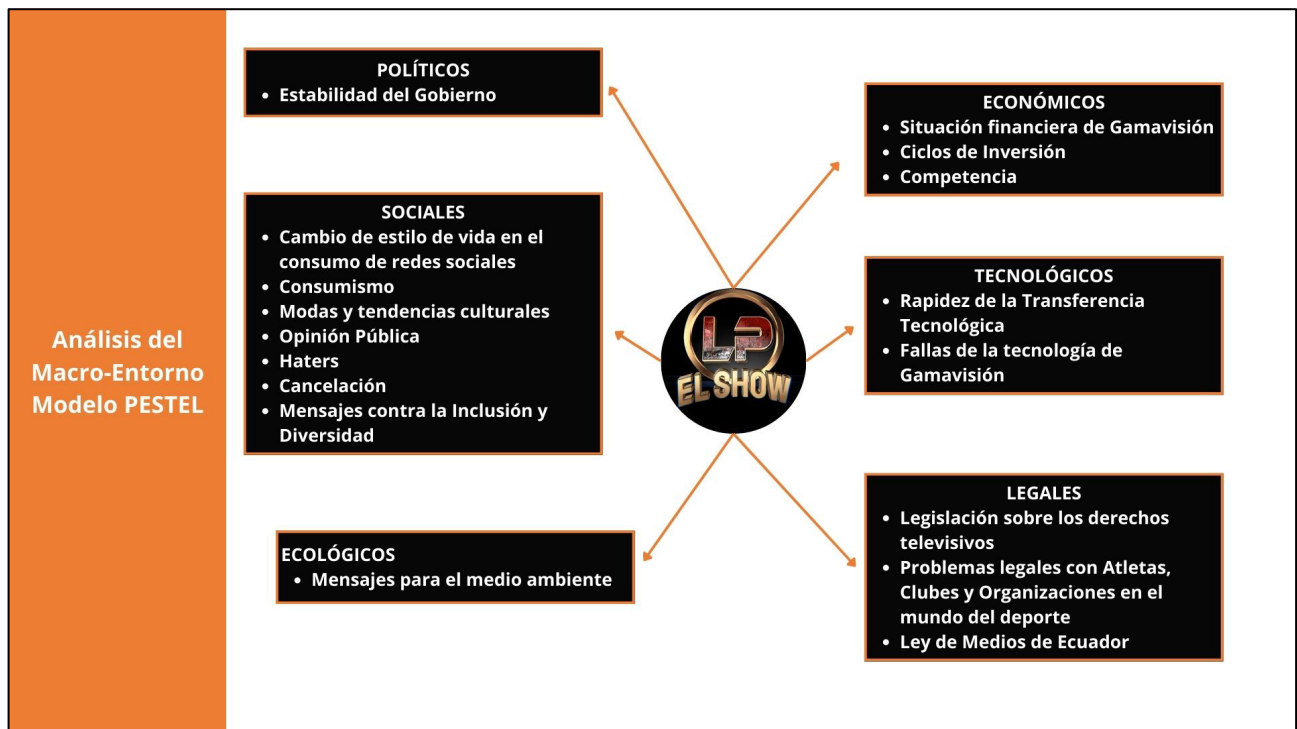 Análisis del
Macro-Entorno
Modelo PESTEL
POLÍTICOS
• Estabilidad del Gobierno
SOCIALES
• Cambio de estilo de vida en el
consumo de redes sociales
• Consumismo
• Modas y tendencias culturales
• Opinión Pública
• Haters
• Cancelación
• Mensajes contra la Inclusión y
Diversidad
ECOLÓGICOS
• Mensajes para el medio ambiente
LP
EL SHOW
ECONÓMICOS
• Situación financiera de Gamavisión
• Ciclos de Inversión
• Competencia
TECNOLÓGICOS
• Rapidez de la Transferencia
Tecnológica
• Fallas de la tecnología de
Gamavisión
LEGALES
• Legislación sobre los derechos
televisivos
• Problemas legales con Atletas,
Clubes y Organizaciones en el
mundo del deporte
• Ley de Medios de Ecuador